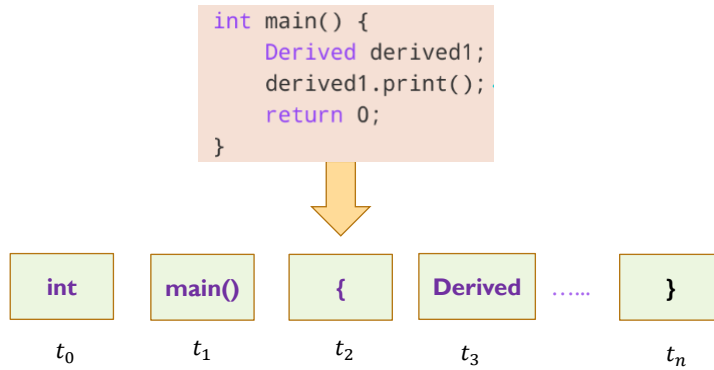 int main() {
    Derived derived1;
    derived1.print();
    return 0;
}
int main() { Derived …... }
t₀ t₁ t₂ t₃ tₙ